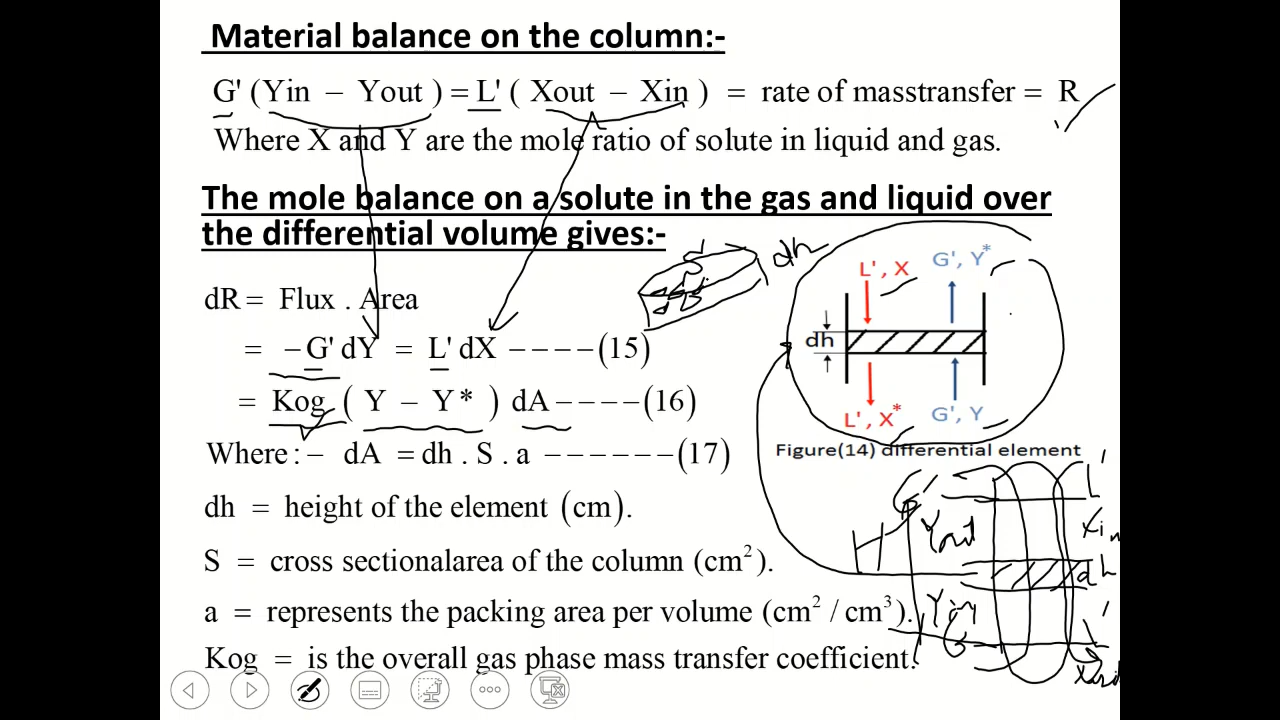 Material balance on the column:-
G' (Yin – Yout ) = L' ( Xout – Xin ) = rate of masstransfer = R
Where X and Y are the mole ratio of solute in liquid and gas.
The mole balance on a solute in the gas and liquid over
the differential volume gives:-
dR = Flux . Area
= – G' dY = L' dX – – – – (15)
= Kog ( Y – Y* ) dA – – – – (16)
Where : – dA = dh . S . a – – – – – – (17)
dh = height of the element (cm).
S = cross sectionalarea of the column (cm²).
a = represents the packing area per volume (cm² / cm³).
Kog = is the overall gas phase mass transfer coefficient.
dh
L' , X G', Y*
dh
L', X* G', Y
Figure(14) differential element
G' L'
Yout Xin
H dh
Yin L'
G